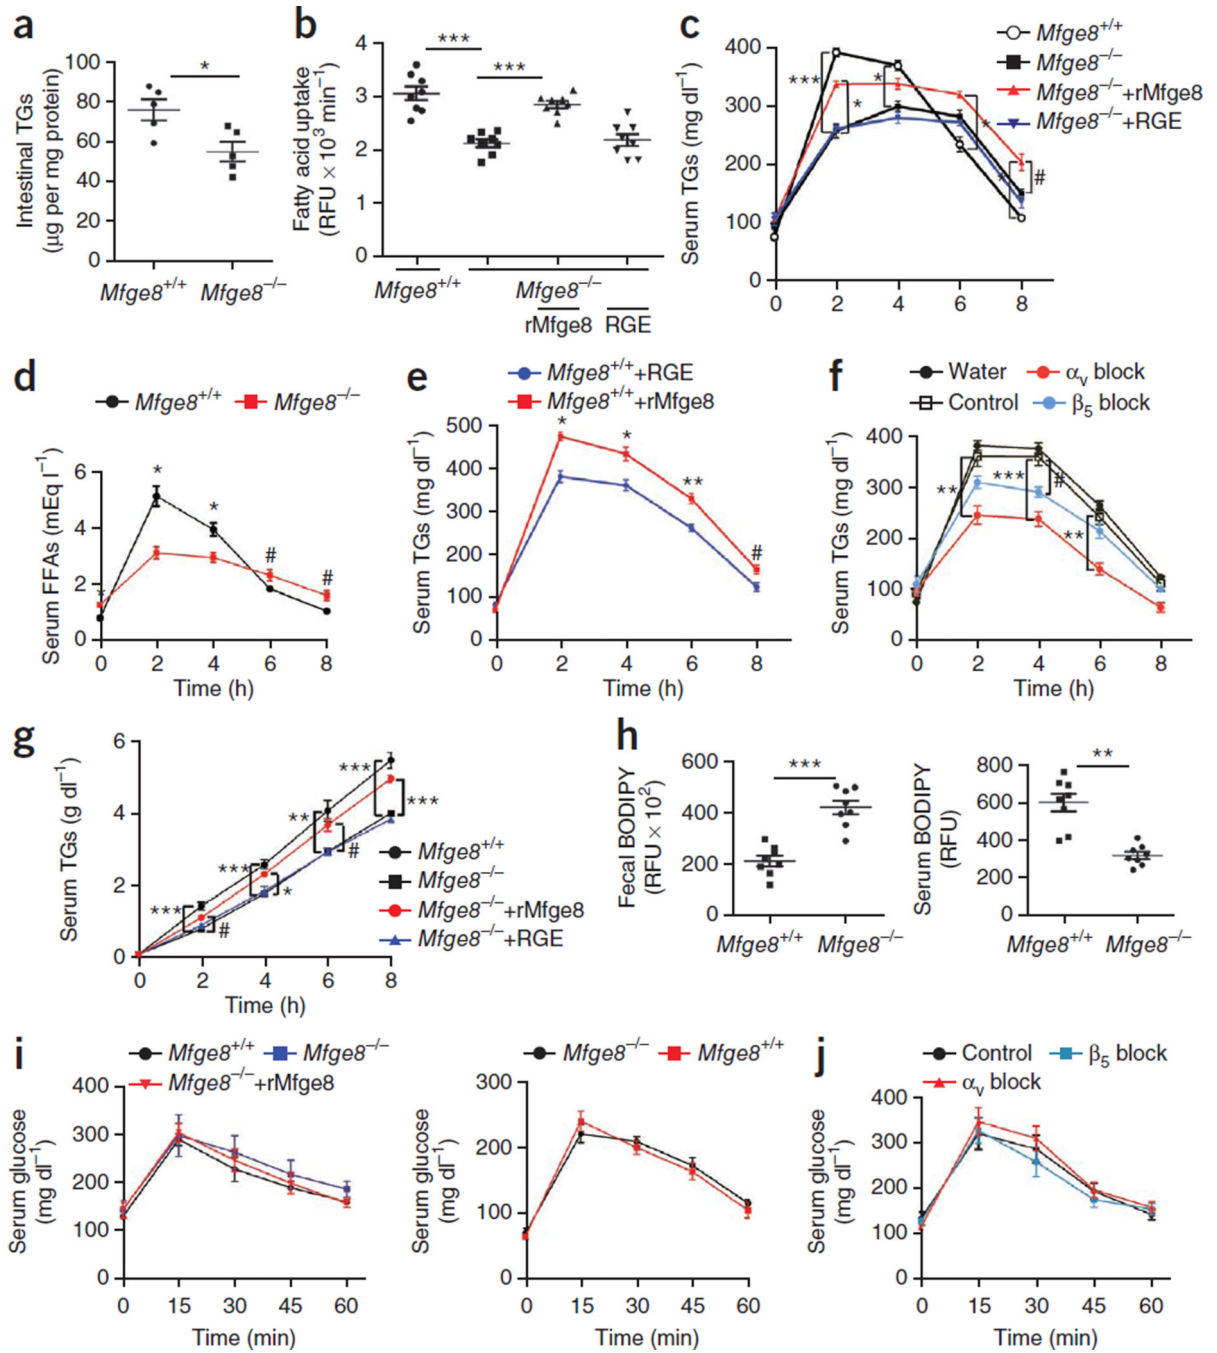 a
Intestinal TGs
(μg per mg protein)
100
80
60
40
20
0
*
Mfge8+/+
Mfge8−/−
b
Fatty acid uptake
(RFU × 10³ min⁻¹)
4
3
2
1
0
***
***
Mfge8+/+
Mfge8−/−
rMfge8
RGE
c
Mfge8+/+
Mfge8−/−
Mfge8−/−+rMfge8
Mfge8−/−+RGE
Serum TGs (mg dl⁻¹)
400
300
200
100
***
*
*
*
*
#
0 2 4 6 8
d
Mfge8+/+
Mfge8−/−
Serum FFAs (mEq l⁻¹)
6
4
2
0
*
*
*
#
#
0 2 4 6 8
Time (h)
e
Mfge8+/++RGE
Mfge8+/++rMfge8
Serum TGs (mg dl⁻¹)
500
400
300
200
100
0
*
*
**
#
0 2 4 6 8
Time (h)
f
Water
αv block
Control
β5 block
Serum TGs (mg dl⁻¹)
400
300
200
100
0
**
***
#
**
0 2 4 6 8
Time (h)
g
Serum TGs (g dl⁻¹)
6
4
2
0
***
***
**
#
***
*
***
#
Mfge8+/+
Mfge8−/−
Mfge8−/−+rMfge8
Mfge8−/−+RGE
0 2 4 6 8
Time (h)
h
Fecal BODIPY
(RFU × 10²)
600
400
200
0
***
Mfge8+/+
Mfge8−/−
Serum BODIPY
(RFU)
800
600
400
200
0
**
Mfge8+/+
Mfge8−/−
i
Mfge8+/+
Mfge8−/−
Mfge8−/−+rMfge8
Serum glucose
(mg dl⁻¹)
400
300
200
100
0
0 15 30 45 60
Time (min)
Mfge8−/−
Mfge8+/+
Serum glucose
(mg dl⁻¹)
300
200
100
0
0 15 30 45 60
Time (min)
j
Control
β5 block
αv block
Serum glucose
(mg dl⁻¹)
400
300
200
100
0
0 15 30 45 60
Time (min)